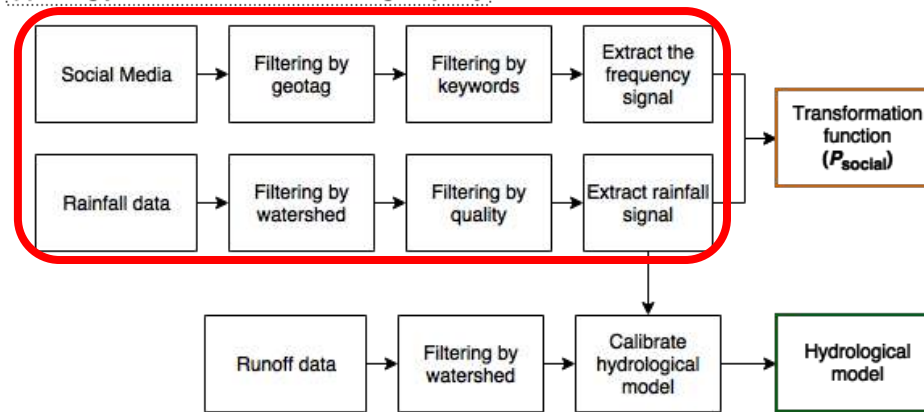 Social Media
Filtering by
geotag
Filtering by
keywords
Extract the
frequency
signal
Transformation
function
(Psocial)
Rainfall data
Filtering by
watershed
Filtering by
quality
Extract rainfall
signal
Runoff data
Filtering by
watershed
Calibrate
hydrological
model
Hydrological
model